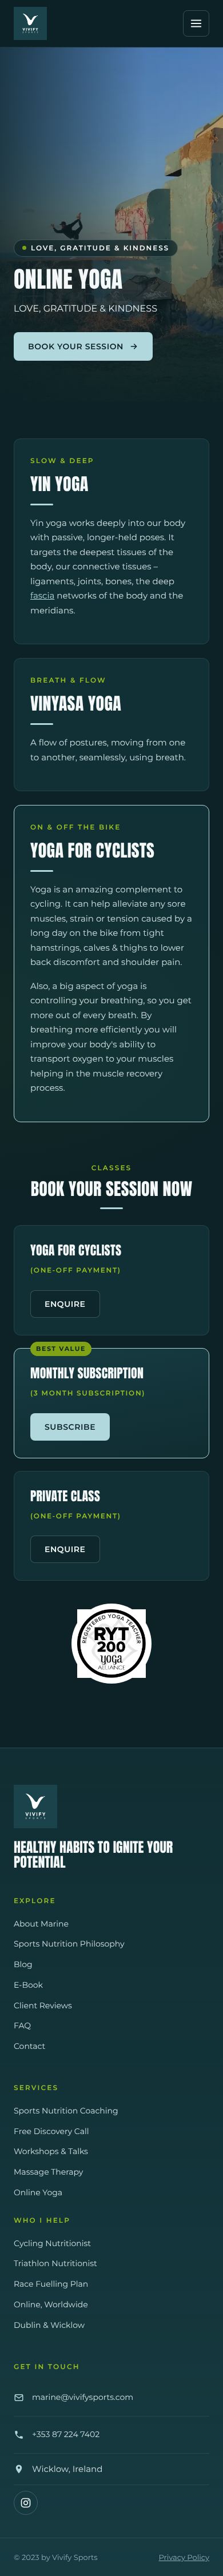 VIVIFY
SPORTS
LOVE, GRATITUDE & KINDNESS
ONLINE YOGA
LOVE, GRATITUDE & KINDNESS
BOOK YOUR SESSION →
SLOW & DEEP
YIN YOGA
Yin yoga works deeply into our body
with passive, longer-held poses. It
targets the deepest tissues of the
body, our connective tissues –
ligaments, joints, bones, the deep
fascia networks of the body and the
meridians.
BREATH & FLOW
VINYASA YOGA
A flow of postures, moving from one
to another, seamlessly, using breath.
ON & OFF THE BIKE
YOGA FOR CYCLISTS
Yoga is an amazing complement to
cycling. It can help alleviate any sore
muscles, strain or tension caused by a
long day on the bike from tight
hamstrings, calves & thighs to lower
back discomfort and shoulder pain.
Also, a big aspect of yoga is
controlling your breathing, so you get
more out of every breath. By
breathing more efficiently you will
improve your body's ability to
transport oxygen to your muscles
helping in the muscle recovery
process.
CLASSES
BOOK YOUR SESSION NOW
YOGA FOR CYCLISTS
(ONE-OFF PAYMENT)
ENQUIRE
BEST VALUE
MONTHLY SUBSCRIPTION
(3 MONTH SUBSCRIPTION)
SUBSCRIBE
PRIVATE CLASS
(ONE-OFF PAYMENT)
ENQUIRE
REGISTERED YOGA TEACHER
RYT
200
yoga
ALLIANCE
VIVIFY
SPORTS
HEALTHY HABITS TO IGNITE YOUR
POTENTIAL
EXPLORE
About Marine
Sports Nutrition Philosophy
Blog
E-Book
Client Reviews
FAQ
Contact
SERVICES
Sports Nutrition Coaching
Free Discovery Call
Workshops & Talks
Massage Therapy
Online Yoga
WHO I HELP
Cycling Nutritionist
Triathlon Nutritionist
Race Fuelling Plan
Online, Worldwide
Dublin & Wicklow
GET IN TOUCH
marine@vivifysports.com
+353 87 224 7402
Wicklow, Ireland
© 2023 by Vivify Sports
Privacy Policy